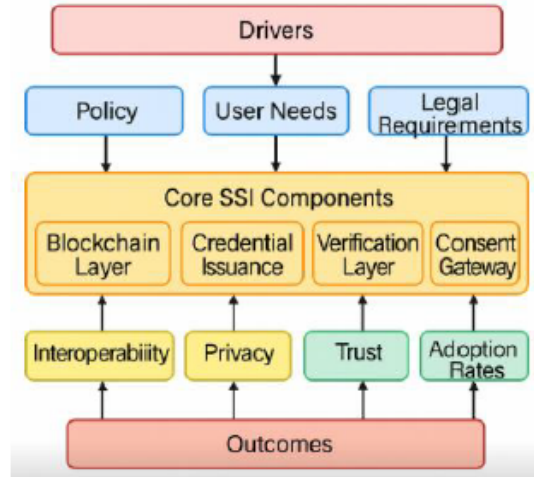 Drivers
Policy
User Needs
Legal
Requirements
Core SSI Components
Blockchain
Layer
Credential
Issuance
Verification
Layer
Consent
Gateway
Interoperability
Privacy
Trust
Adoption
Rates
Outcomes